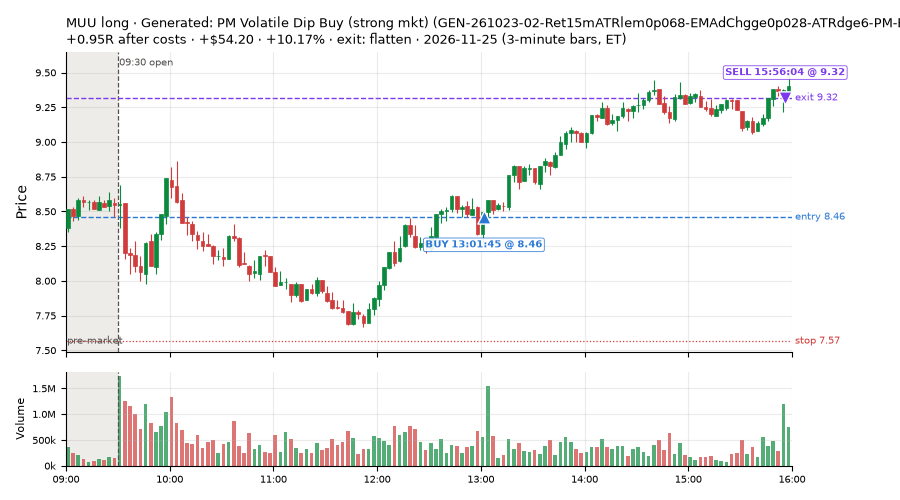 MUU long · Generated: PM Volatile Dip Buy (strong mkt) (GEN-261023-02-Ret15mATRlem0p068-EMAdChgge0p028-ATRdge6-PM-
+0.95R after costs · +$54.20 · +10.17% · exit: flatten · 2026-11-25 (3-minute bars, ET)
09:30 open
SELL 15:56:04 @ 9.32
9.50
exit 9.32
9.25
9.00
8.75
Price
8.50
entry 8.46
BUY 13:01:45 @ 8.46
8.25
8.00
7.75
pre-market
stop 7.57
7.50
Volume
1.5M
1.0M
500k
0k
09:00
10:00
11:00
12:00
13:00
14:00
15:00
16:00